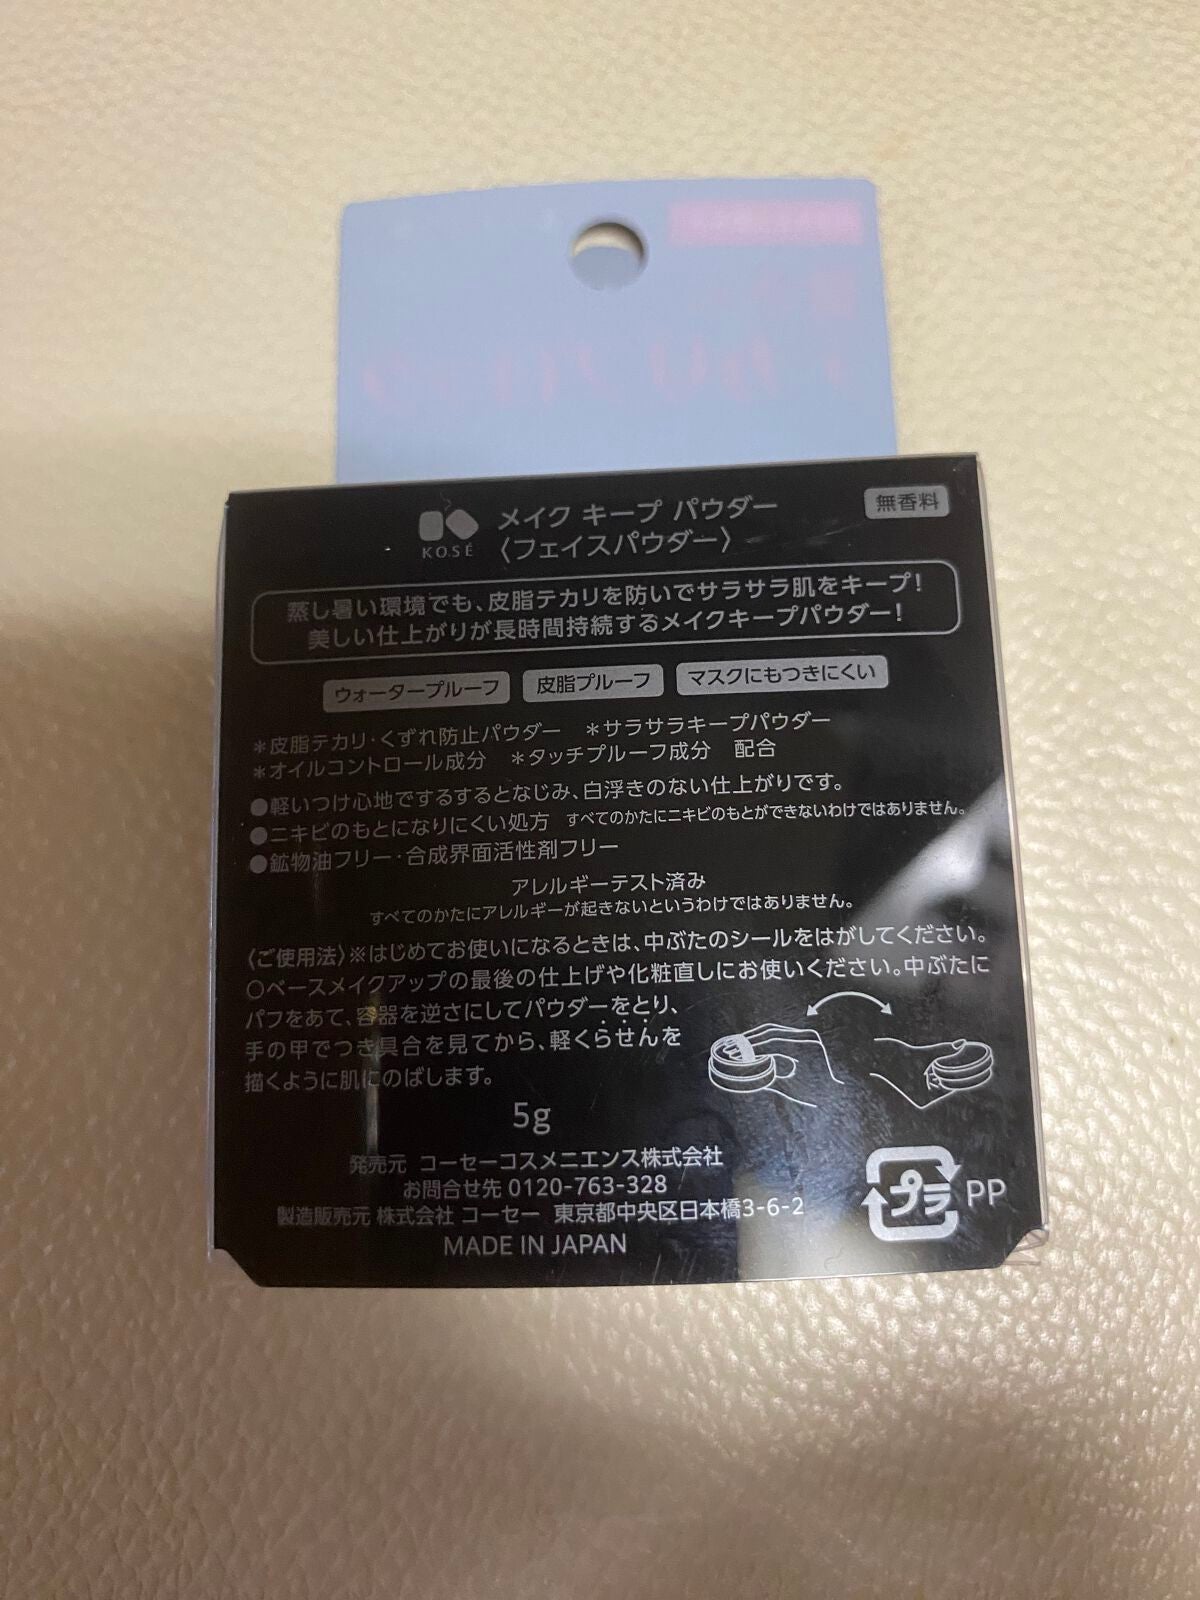 KOSÉ
メイク キープ パウダー
〈フェイスパウダー〉
無香料
蒸し暑い環境でも、皮脂テカリを防いでサラサラ肌をキープ!
美しい仕上がりが長時間持続するメイクキープパウダー!
ウォータープルーフ 皮脂プルーフ マスクにもつきにくい
＊皮脂テカリ・くずれ防止パウダー ＊サラサラキープパウダー
＊オイルコントロール成分 ＊タッチプルーフ成分 配合
●軽いつけ心地でするするとなじみ、白浮きのない仕上がりです。
●ニキビのもとになりにくい処方 すべてのかたにニキビのもとができないわけではありません。
●鉱物油フリー・合成界面活性剤フリー
アレルギーテスト済み
すべてのかたにアレルギーが起きないというわけではありません。
〈ご使用法〉※はじめてお使いになるときは、中ぶたのシールをはがしてください。
○ベースメイクアップの最後の仕上げや化粧直しにお使いください。中ぶたに
パフをあて、容器を逆さにしてパウダーをとり、
手の甲でつき具合を見てから、軽くらせんを
描くように肌にのばします。
5g
発売元 コーセーコスメニエンス株式会社
お問合せ先 0120-763-328
製造販売元 株式会社 コーセー 東京都中央区日本橋3-6-2
MADE IN JAPAN
プラ PP